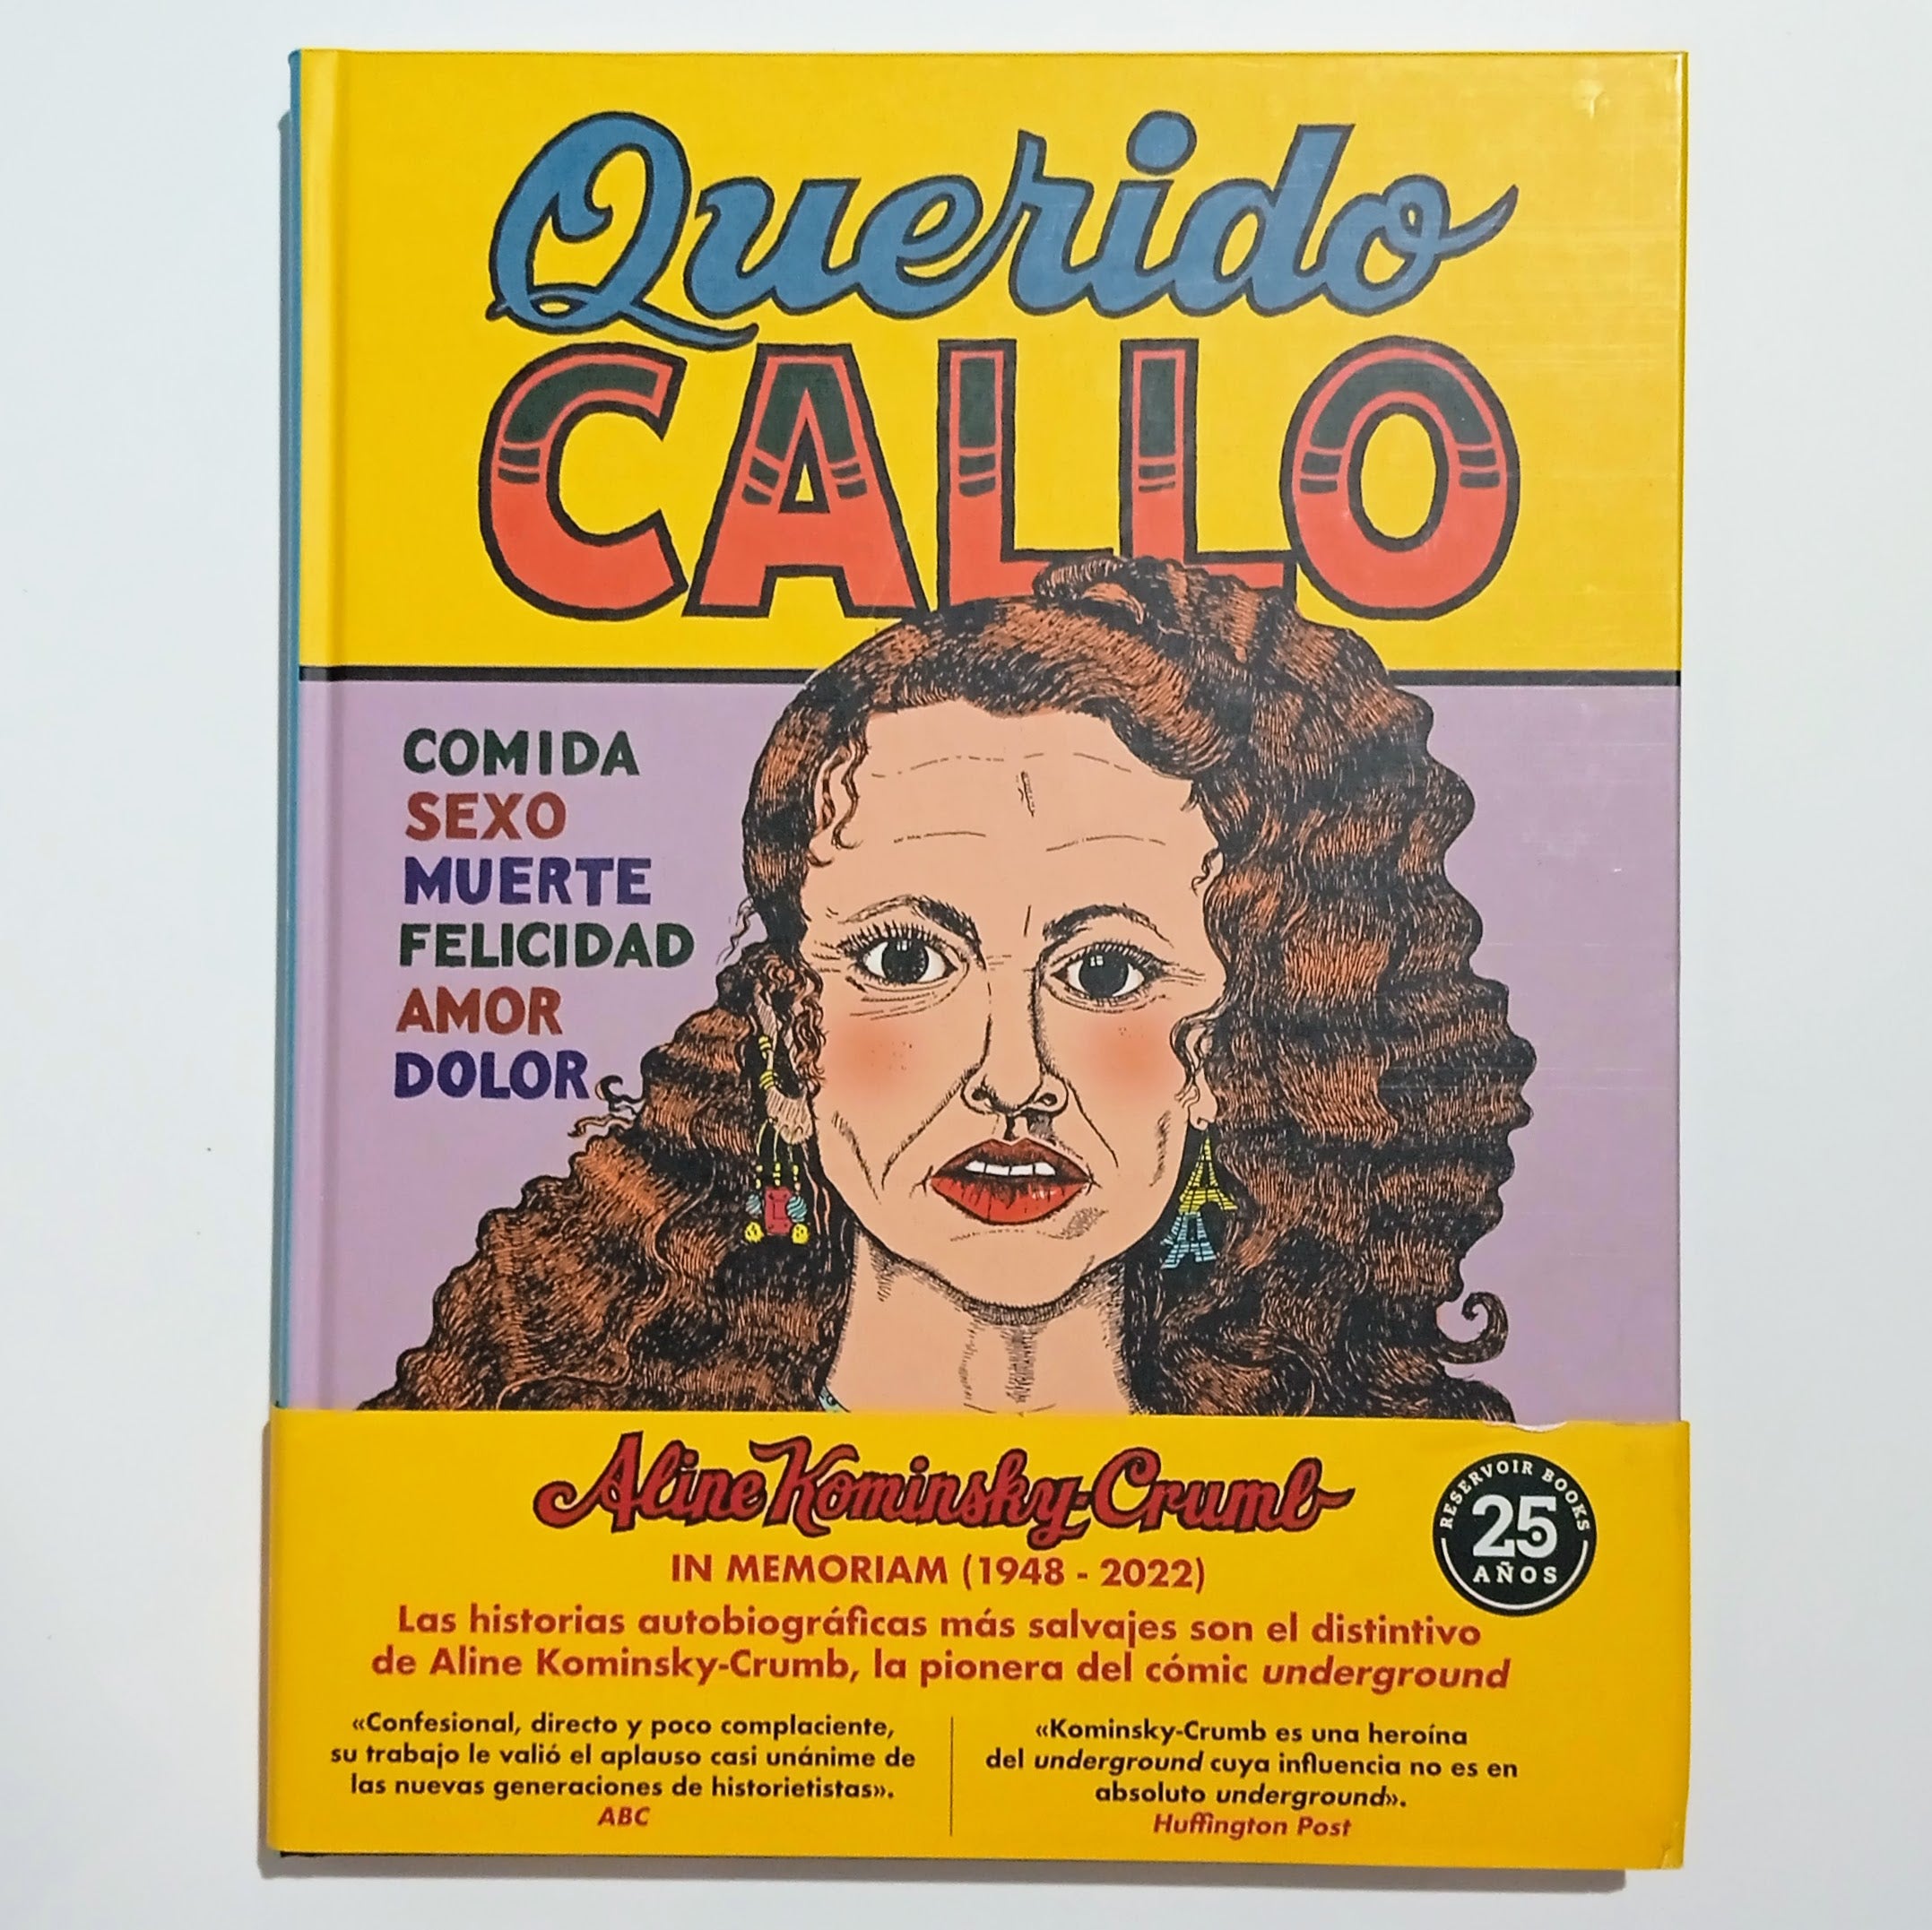 Querido
CALLO
COMIDA
SEXO
MUERTE
FELICIDAD
AMOR
DOLOR
Aline Kominsky-Crumb
IN MEMORIAM (1948 - 2022)
Las historias autobiográficas más salvajes son el distintivo
de Aline Kominsky-Crumb, la pionera del cómic underground
«Confesional, directo y poco complaciente,
su trabajo le valió el aplauso casi unánime de
las nuevas generaciones de historietistas».
ABC
«Kominsky-Crumb es una heroína
del underground cuya influencia no es en
absoluto underground».
Huffington Post
RESERVOIR BOOKS
25
AÑOS